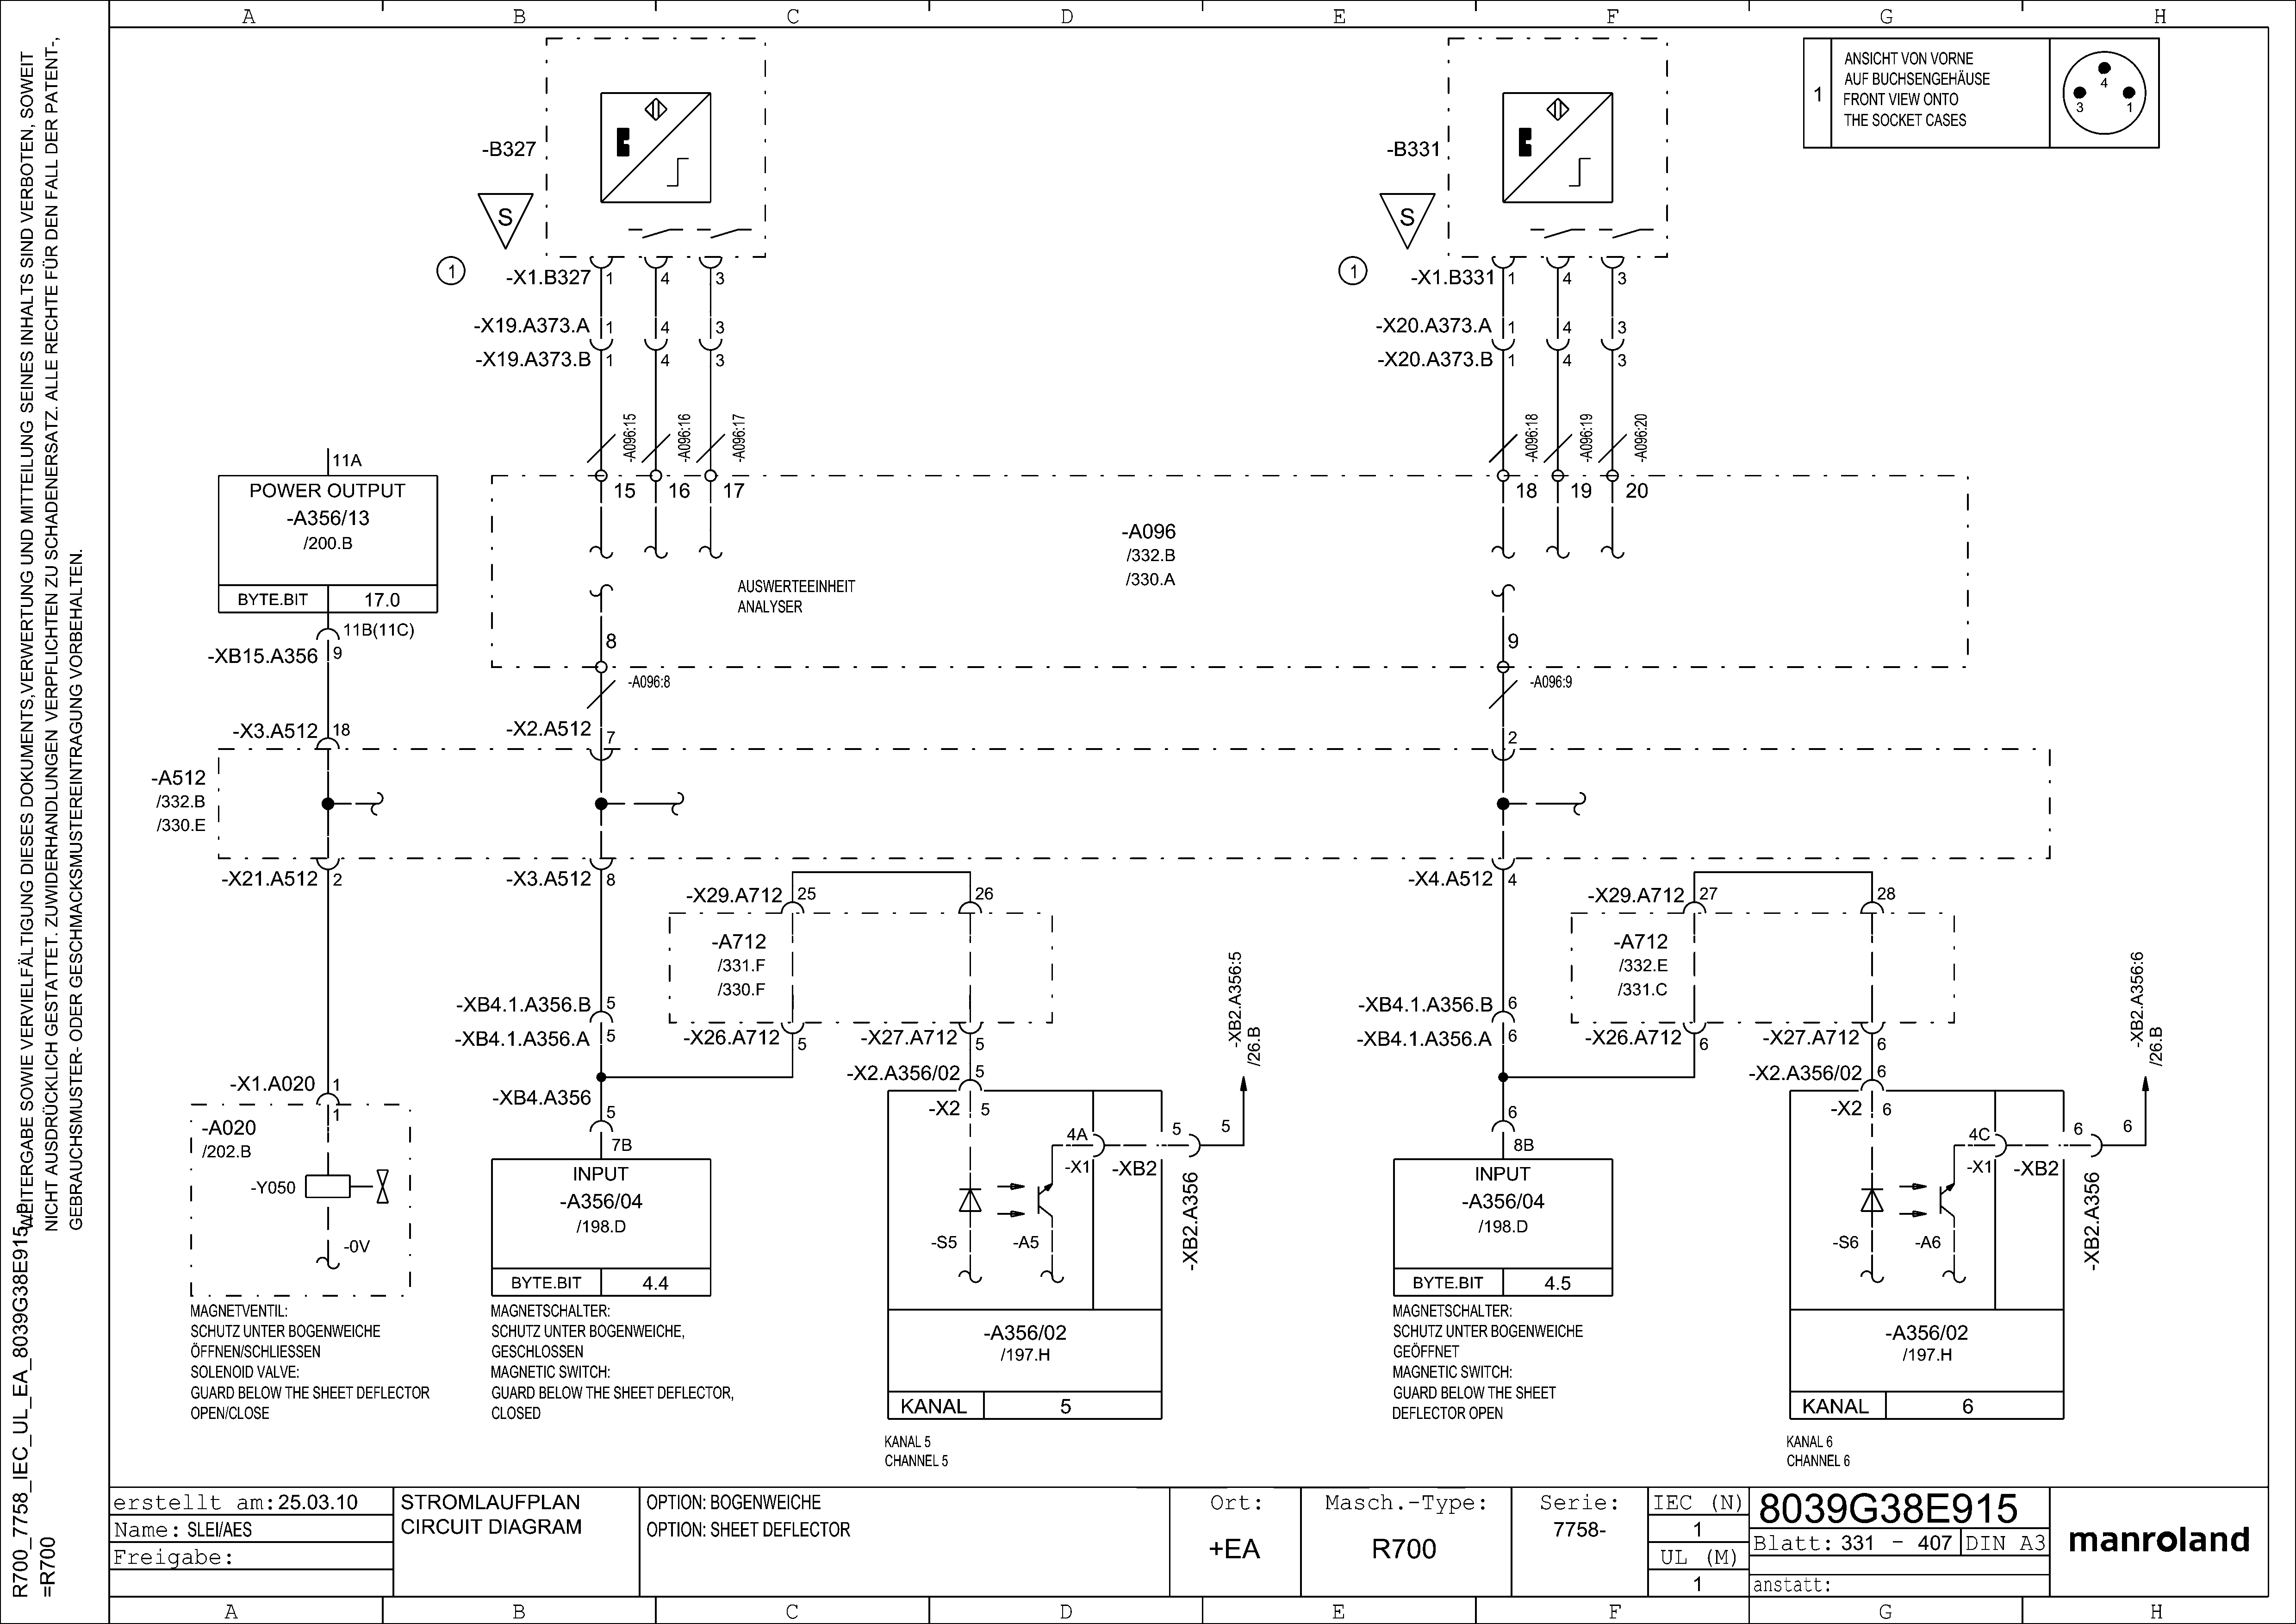 A B C D E F G H
WEITERGABE SOWIE VERVIELFÄLTIGUNG DIESES DOKUMENTS,VERWERTUNG UND MITTEILUNG SEINES INHALTS SIND VERBOTEN, SOWEIT
NICHT AUSDRÜCKLICH GESTATTET. ZUWIDERHANDLUNGEN VERPFLICHTEN ZU SCHADENERSATZ. ALLE RECHTE FÜR DEN FALL DER PATENT-,
GEBRAUCHSMUSTER- ODER GESCHMACKSMUSTEREINTRAGUNG VORBEHALTEN.
R700_7758_IEC_UL_EA_8039G38E915_D
=R700
1
ANSICHT VON VORNE
AUF BUCHSENGEHÄUSE
FRONT VIEW ONTO
THE SOCKET CASES
4
3 1
-B327
S
1
-X1.B327 1 4 3
-X19.A373.A 1 4 3
-X19.A373.B 1 4 3
-A096:15 -A096:16 -A096:17
15 16 17
-B331
S
1
-X1.B331 1 4 3
-X20.A373.A 1 4 3
-X20.A373.B 1 4 3
-A096:18 -A096:19 -A096:20
18 19 20
11A
POWER OUTPUT
-A356/13
/200.B
BYTE.BIT 17.0
11B(11C)
-XB15.A356 9
-X3.A512 18
-A096
/332.B
/330.A
AUSWERTEEINHEIT
ANALYSER
8
-A096:8
-X2.A512 7
9
-A096:9
2
-A512
/332.B
/330.E
-X21.A512 2
-X3.A512 8
-X4.A512 4
-X29.A712 25 26
-A712
/331.F
/330.F
-X26.A712 5
-X27.A712 5
-X29.A712 27 28
-A712
/332.E
/331.C
-X26.A712 6
-X27.A712 6
-XB4.1.A356.B 5
-XB4.1.A356.A 5
-XB4.A356 5
7B
INPUT
-A356/04
/198.D
BYTE.BIT 4.4
-XB4.1.A356.B 6
-XB4.1.A356.A 6
6
8B
INPUT
-A356/04
/198.D
BYTE.BIT 4.5
-X1.A020 1
1
-A020
/202.B
-Y050
-0V
MAGNETVENTIL:
SCHUTZ UNTER BOGENWEICHE
ÖFFNEN/SCHLIESSEN
SOLENOID VALVE:
GUARD BELOW THE SHEET DEFLECTOR
OPEN/CLOSE
MAGNETSCHALTER:
SCHUTZ UNTER BOGENWEICHE,
GESCHLOSSEN
MAGNETIC SWITCH:
GUARD BELOW THE SHEET DEFLECTOR,
CLOSED
-X2.A356/02 5
-X2 5
4A
-X1
-XB2
5 5
-XB2.A356
-XB2.A356:5
/26.B
-S5 -A5
-A356/02
/197.H
KANAL 5
KANAL 5
CHANNEL 5
MAGNETSCHALTER:
SCHUTZ UNTER BOGENWEICHE
GEÖFFNET
MAGNETIC SWITCH:
GUARD BELOW THE SHEET
DEFLECTOR OPEN
-X2.A356/02 6
-X2 6
4C
-X1
-XB2
6 6
-XB2.A356
-XB2.A356:6
/26.B
-S6 -A6
-A356/02
/197.H
KANAL 6
KANAL 6
CHANNEL 6
erstellt am: 25.03.10
Name: SLEI/AES
Freigabe:
STROMLAUFPLAN
CIRCUIT DIAGRAM
OPTION: BOGENWEICHE
OPTION: SHEET DEFLECTOR
Ort:
+EA
Masch.-Type:
R700
Serie:
7758-
IEC (N)
1
UL (M)
1
8039G38E915
Blatt: 331 - 407 DIN A3
anstatt:
manroland
A B C D E F G H